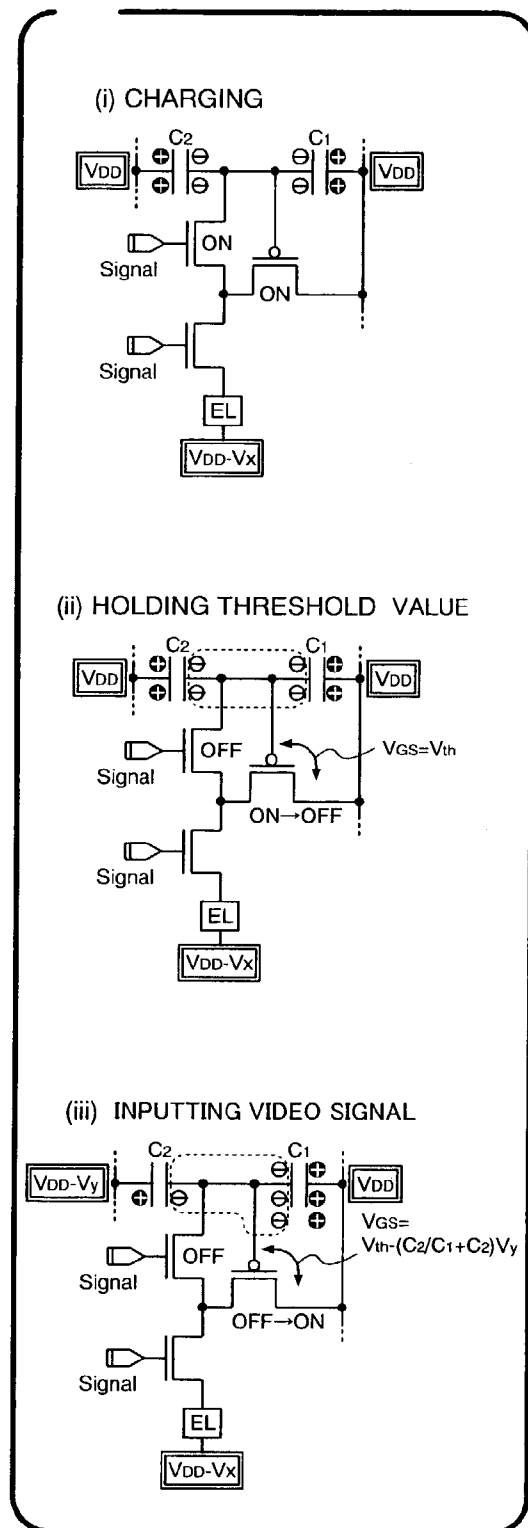 (i) CHARGING
C2 C1
VDD ⊕ ⊖ ⊖ ⊕ VDD
⊕ ⊖ ⊖ ⊕
ON
Signal
ON
Signal
EL
VDD-Vx
(ii) HOLDING THRESHOLD VALUE
C2 C1
VDD ⊕ ⊖ ⊖ ⊕ VDD
⊕ ⊖ ⊖ ⊕
OFF
VGS=Vth
Signal
ON→OFF
Signal
EL
VDD-Vx
(iii) INPUTTING VIDEO SIGNAL
C2 C1
VDD-Vy ⊖ ⊕ VDD
⊕ ⊖ ⊖ ⊕
⊖ ⊕
VGS=
Vth-(C2/C1+C2)Vy
OFF
Signal
OFF→ON
Signal
EL
VDD-Vx